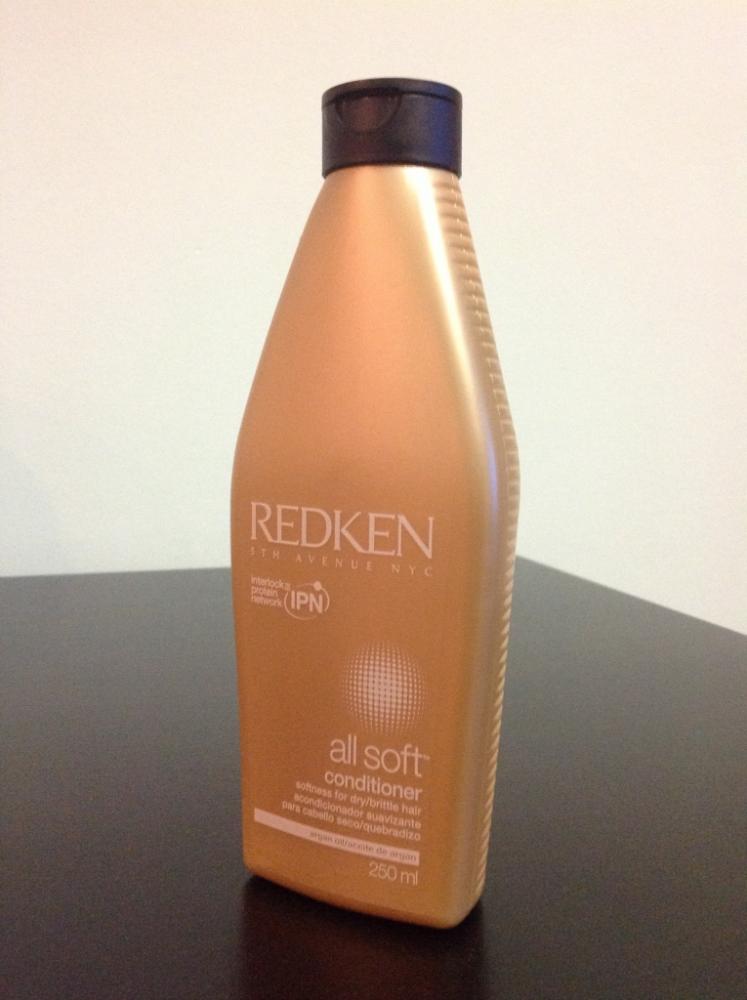 REDKEN
5TH AVENUE NYC
interlock
protein
network
IPN
all soft™
conditioner
softness for dry/brittle hair
acondicionador suavizante
para cabello seco/quebradizo
argan oil/aceite de argan
250 ml